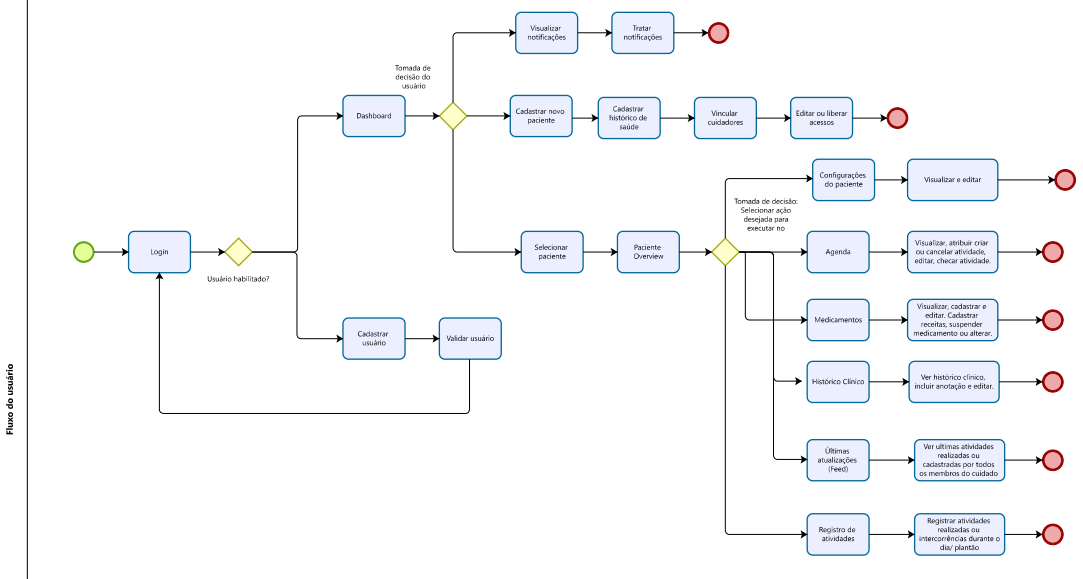 Fluxo do usuário
Login
Usuário habilitado?
Dashboard
Tomada de
decisão do
usuário
Visualizar
notificações
Tratar
notificações
Cadastrar novo
paciente
Cadastrar
histórico de
saúde
Vincular
cuidadores
Editar ou liberar
acessos
Selecionar
paciente
Paciente
Overview
Tomada de decisão:
Selecionar ação
desejada para
executar no
Configurações
do paciente
Visualizar e editar
Agenda
Visualizar, atribuir criar
ou cancelar atividade,
editar, checar atividade.
Medicamentos
Visualizar, cadastrar e
editar. Cadastrar
receitas, suspender
medicamento ou alterar.
Histórico Clínico
Ver histórico clínico,
incluir anotação e editar.
Últimas
atualizações
(Feed)
Ver ultimas atividades
realizadas ou
cadastradas por todos
os membros do cuidado
Registro de
atividades
Registrar atividades
realizadas ou
intercorrências durante o
dia/ plantão
Cadastrar
usuário
Validar usuário